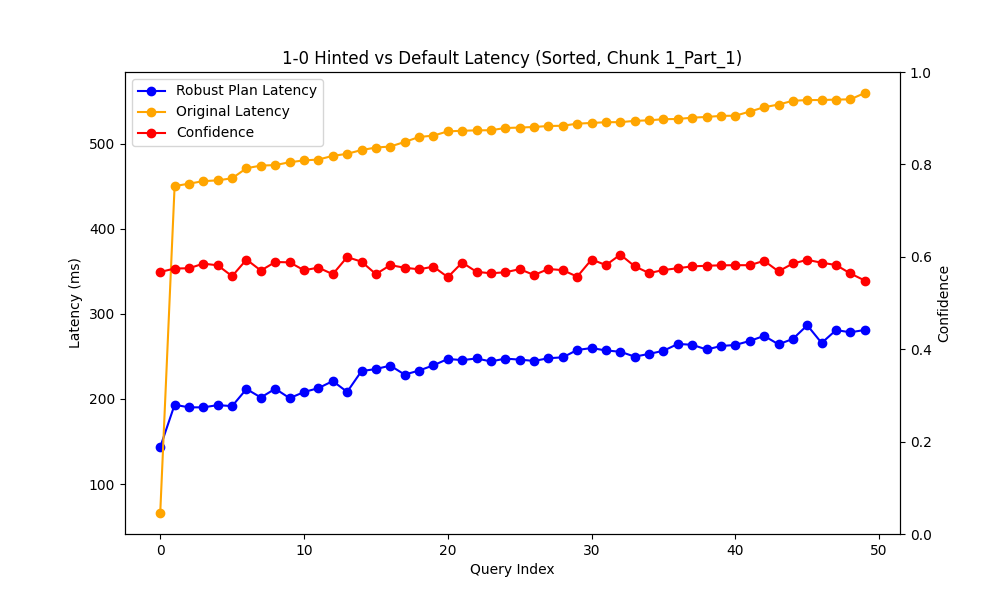 1-0 Hinted vs Default Latency (Sorted, Chunk 1_Part_1)
Robust Plan Latency
Original Latency
Confidence
Latency (ms)
500
400
300
200
100
1.0
0.8
0.6
0.4
0.2
0.0
Confidence
0 10 20 30 40 50
Query Index